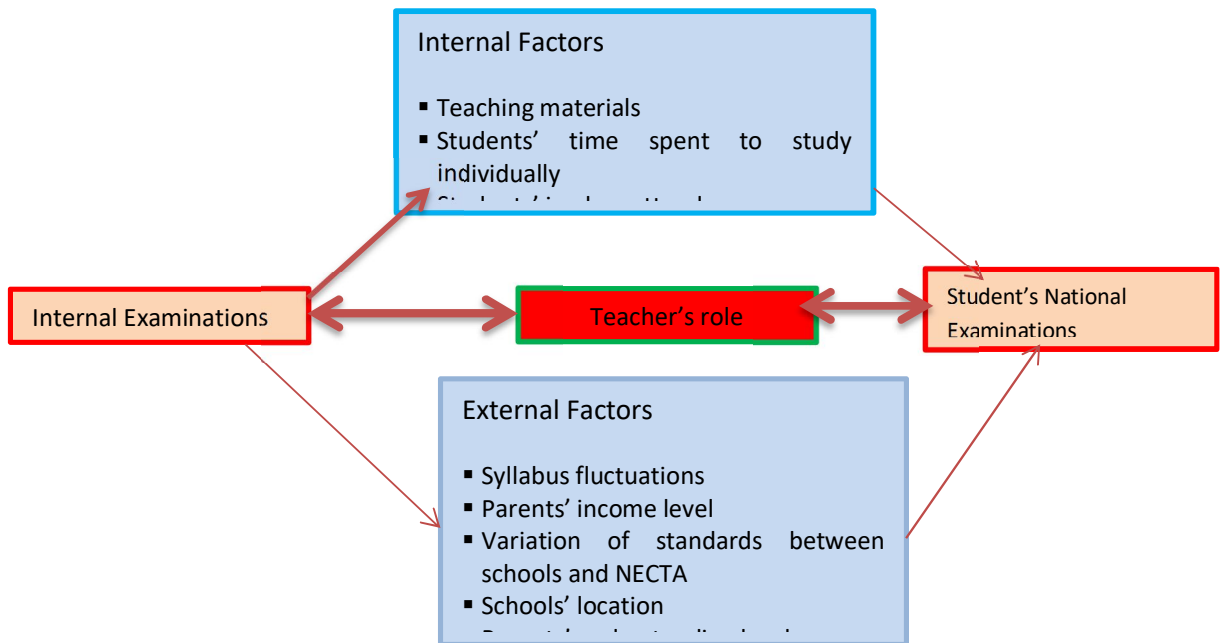 Internal Factors
▪ Teaching materials
▪ Students’ time spent to study
individually
Internal Examinations
Teacher’s role
Student’s National
Examinations
External Factors
▪ Syllabus fluctuations
▪ Parents’ income level
▪ Variation of standards between
schools and NECTA
▪ Schools’ location